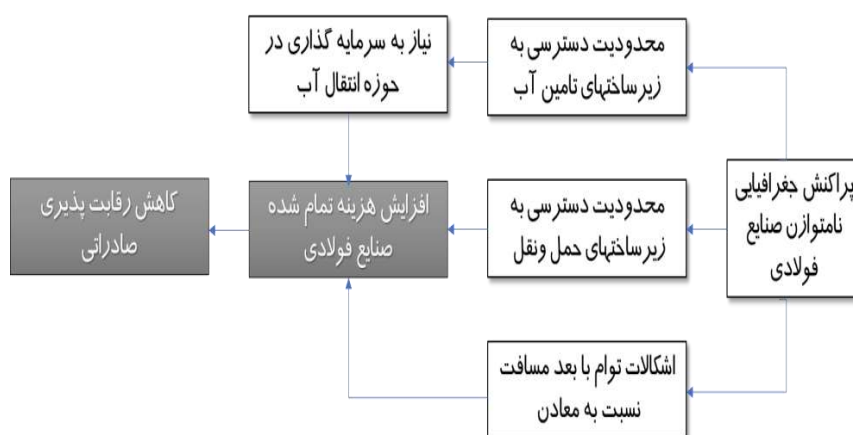 پراکنش جغرافیایی
نامتوازن صنایع
فولادی
محدودیت دسترسی به
زیرساختهای تامین آب
نیاز به سرمایه گذاری در
حوزه انتقال آب
محدودیت دسترسی به
زیرساختهای حمل ونقل
افزایش هزینه تمام شده
صنایع فولادی
کاهش رقابت پذیری
صادراتی
اشکالات توام با بعد مسافت
نسبت به معادن